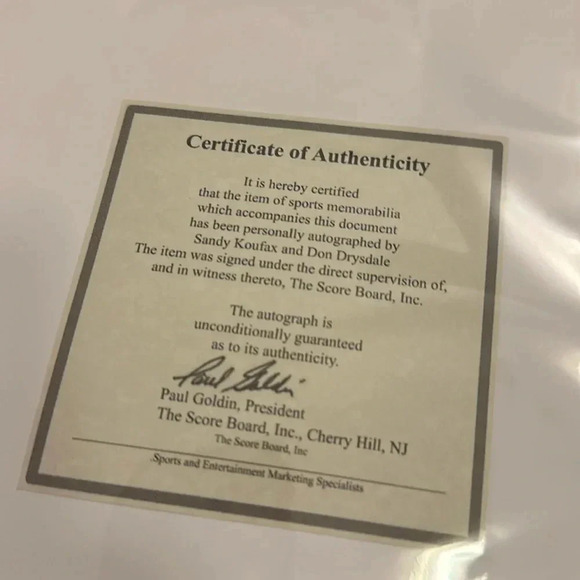 Certificate of Authenticity
It is hereby certified
that the item of sports memorabilia
which accompanies this document
has been personally autographed by
Sandy Koufax and Don Drysdale
The item was signed under the direct supervision of,
and in witness thereto, The Score Board, Inc.
The autograph is
unconditionally guaranteed
as to its authenticity.
Paul Goldin
Paul Goldin, President
The Score Board, Inc., Cherry Hill, NJ
The Score Board, Inc
Sports and Entertainment Marketing Specialists